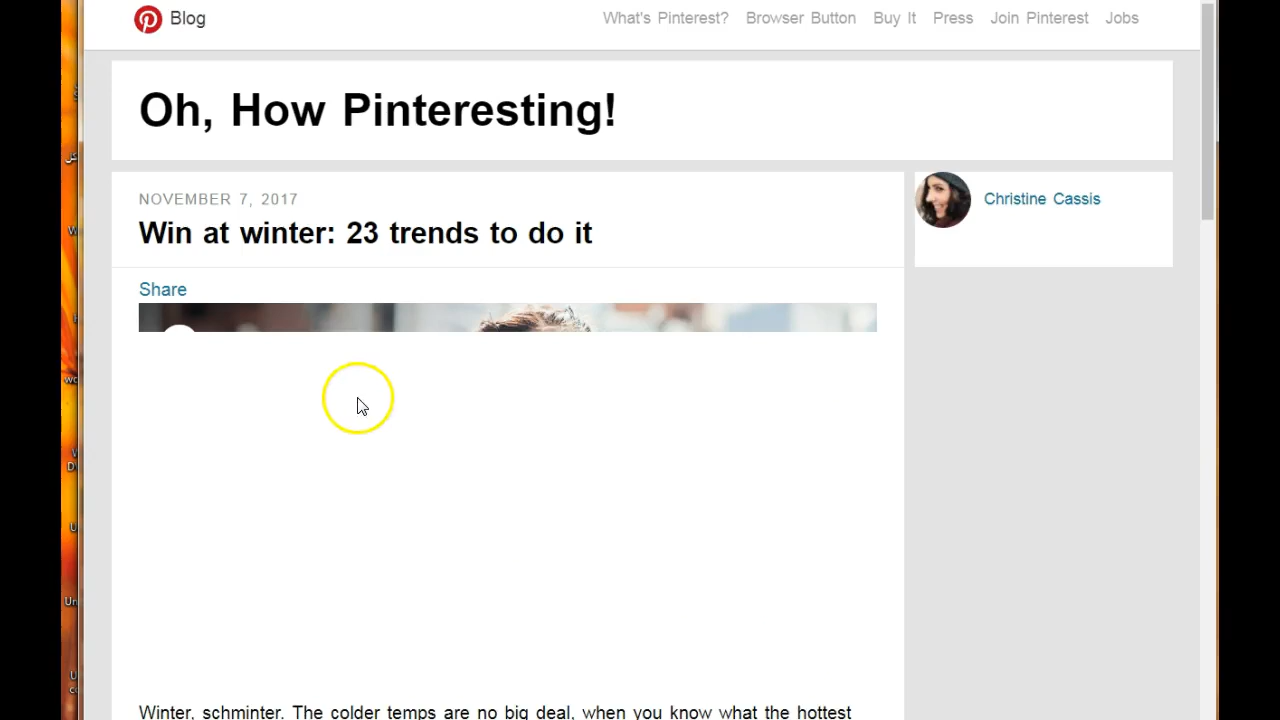 Blog
What's Pinterest? Browser Button Buy It Press Join Pinterest Jobs
Oh, How Pinteresting!
NOVEMBER 7, 2017
Win at winter: 23 trends to do it
Christine Cassis
Share
Winter, schminter. The colder temps are no big deal, when you know what the hottest